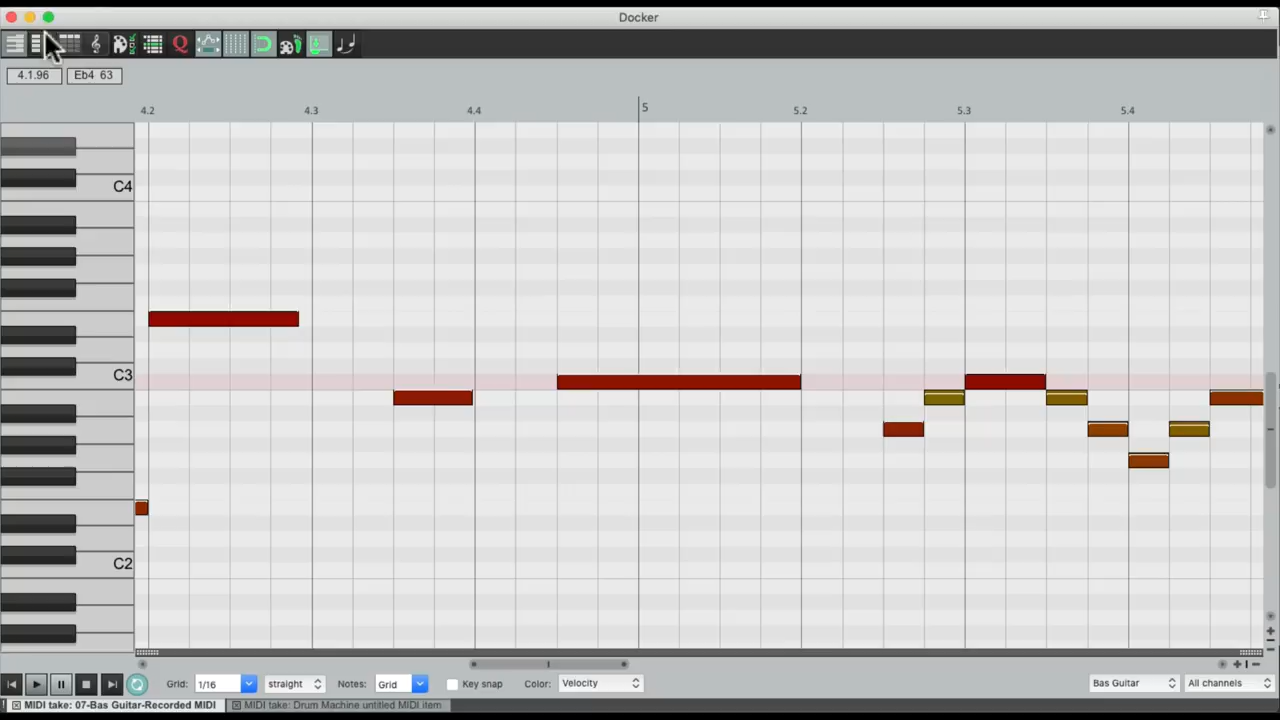 Docker
Q
4.1.96 Eb4 63
4.2 4.3 4.4 5 5.2 5.3 5.4
C4
C3
C2
Grid: 1/16 straight Notes: Grid Key snap Color: Velocity Bas Guitar All channels
MIDI take: 07-Bas Guitar-Recorded MIDI MIDI take: Drum Machine untitled MIDI item